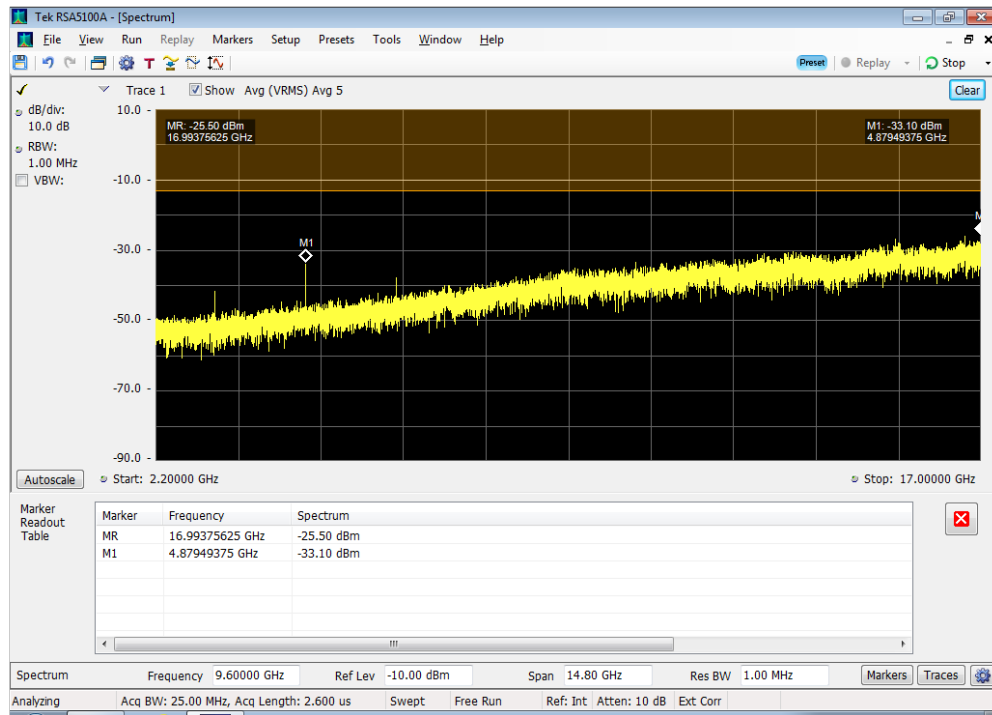 Tek RSA5100A - [Spectrum]
File View Run Replay Markers Setup Presets Tools Window Help
T Preset Replay Stop
Trace 1 Show Avg (VRMS) Avg 5 Clear
dB/div:
10.0 dB
RBW:
1.00 MHz
VBW:
10.0
-10.0
-30.0
-50.0
-70.0
-90.0
MR: -25.50 dBm
16.99375625 GHz
M1: -33.10 dBm
4.87949375 GHz
M1
M
Autoscale Start: 2.20000 GHz Stop: 17.00000 GHz
Marker
Readout
Table
Marker Frequency Spectrum
MR 16.99375625 GHz -25.50 dBm
M1 4.87949375 GHz -33.10 dBm
Spectrum Frequency 9.60000 GHz Ref Lev -10.00 dBm Span 14.80 GHz Res BW 1.00 MHz Markers Traces
Analyzing Acq BW: 25.00 MHz, Acq Length: 2.600 us Swept Free Run Ref: Int Atten: 10 dB Ext Corr